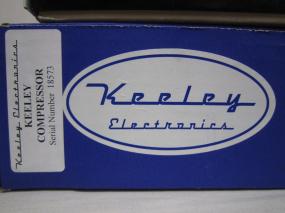 Keeley Electronics
KEELEY
COMPRESSOR
Serial Number 18573
Keeley
Electronics